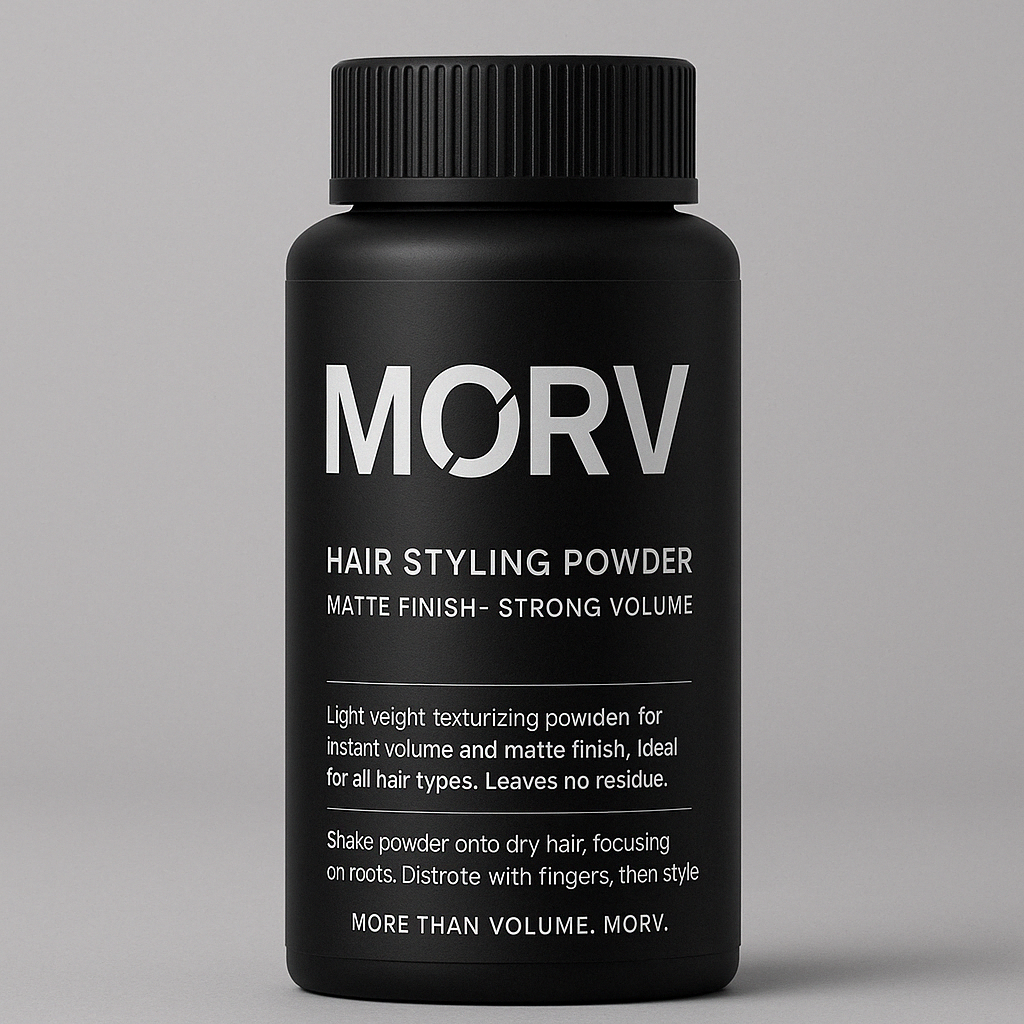 MORV
HAIR STYLING POWDER
MATTE FINISH- STRONG VOLUME
Light veight texturizing powıden for
instant volume and matte finish, Ideal
for all hair types. Leaves no residue.
Shake powder onto dry hair, focusing
on roots. Distrote with fingers, then style
MORE THAN VOLUME. MORV.